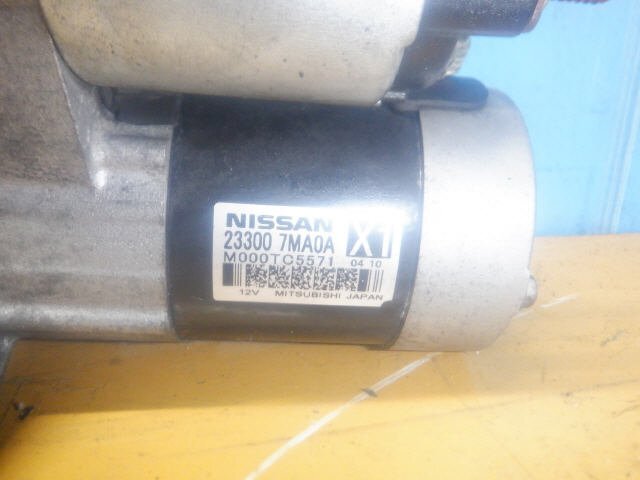 NISSAN X1
23300 7MA0A
M000TC5571 04 10
12V MITSUBISHI JAPAN